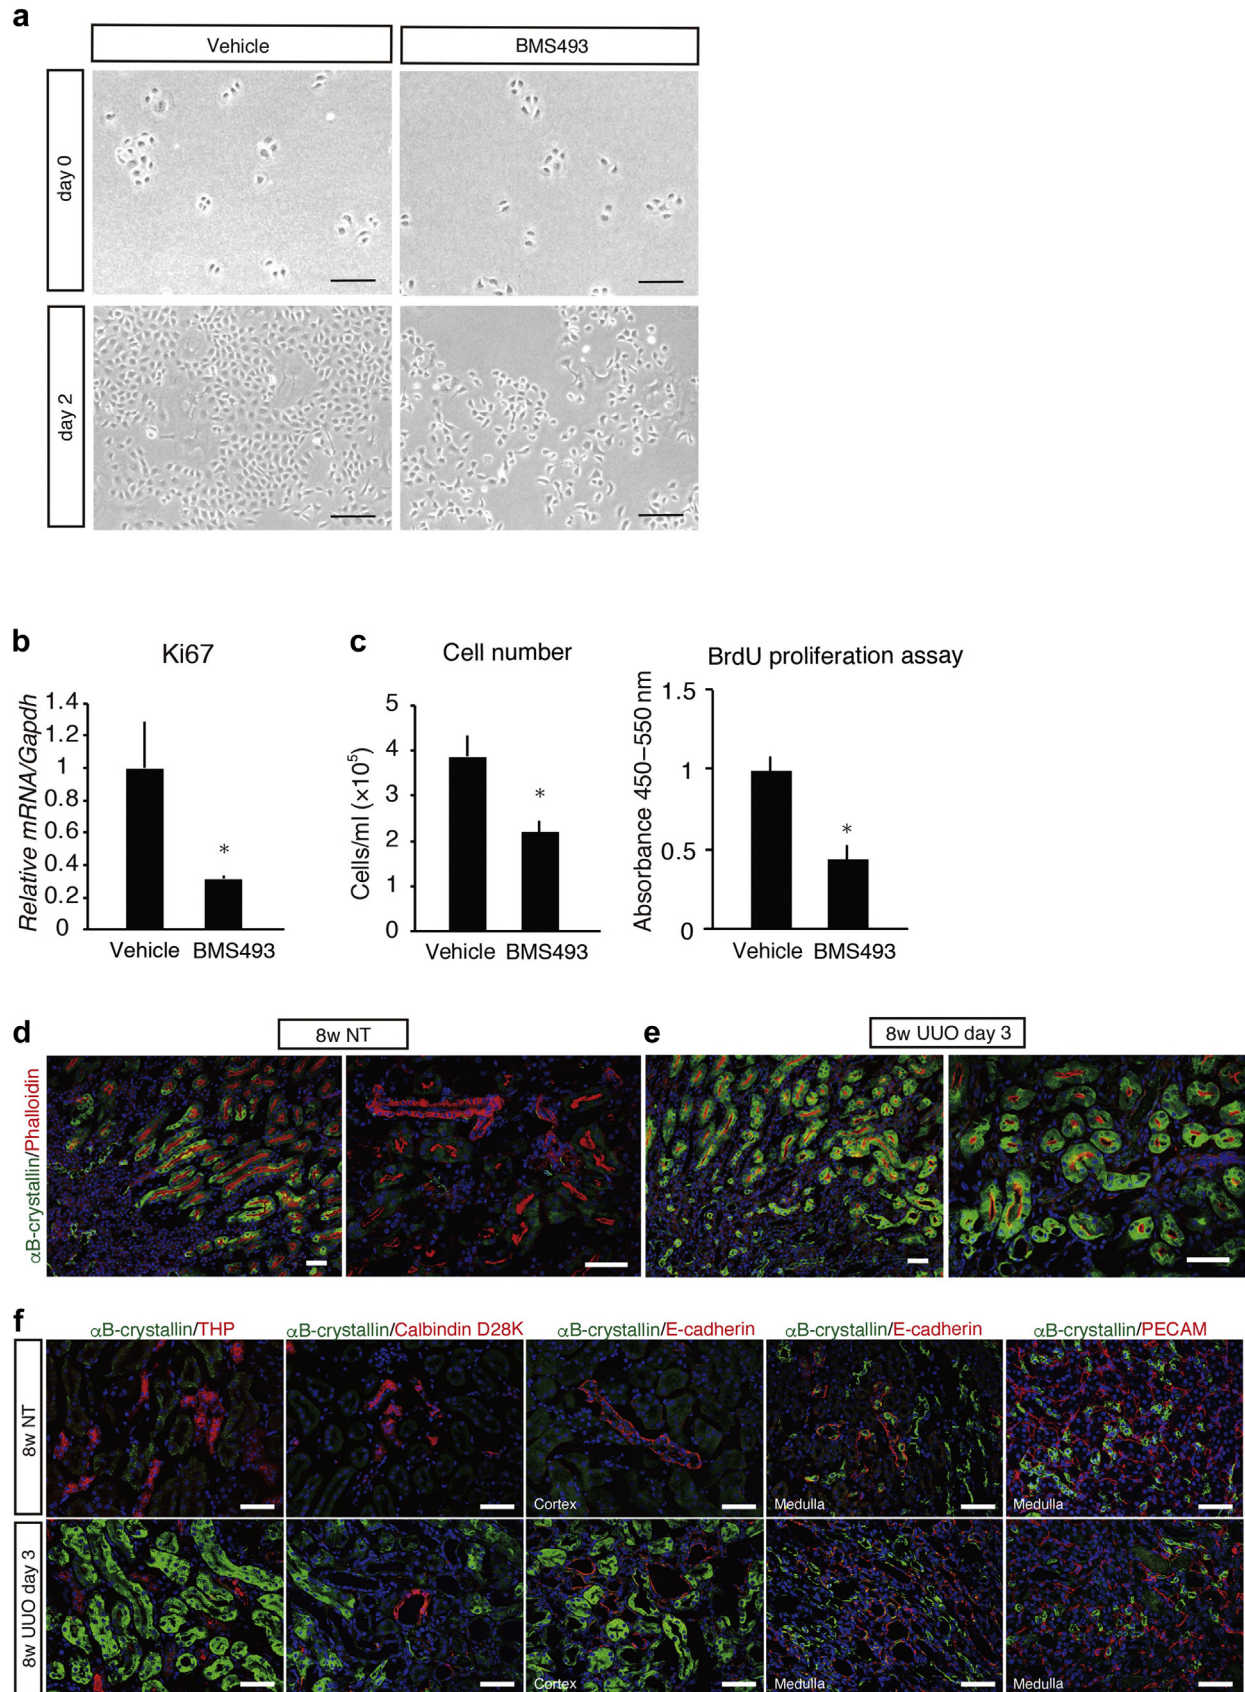 a
Vehicle
BMS493
day 0
day 2
b
Ki67
Relative mRNA/Gapdh
1.4
1.2
1
0.8
0.6
0.4
0.2
0
*
Vehicle
BMS493
c
Cell number
Cells/ml (×10⁵)
5
4
3
2
1
0
*
Vehicle
BMS493
BrdU proliferation assay
Absorbance 450–550 nm
1.5
1
0.5
0
*
Vehicle
BMS493
d
8w NT
αB-crystallin/Phalloidin
e
8w UUO day 3
f
αB-crystallin/THP
αB-crystallin/Calbindin D28K
αB-crystallin/E-cadherin
αB-crystallin/E-cadherin
αB-crystallin/PECAM
8w NT
Cortex
Medulla
Medulla
8w UUO day 3
Cortex
Medulla
Medulla